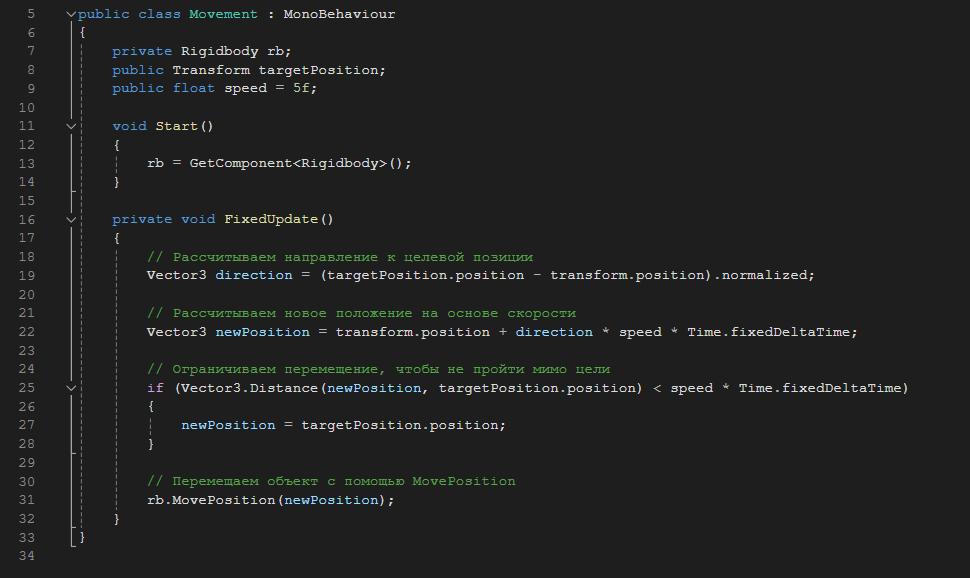 5 public class Movement : MonoBehaviour
6 {
7 private Rigidbody rb;
8 public Transform targetPosition;
9 public float speed = 5f;
10
11 void Start()
12 {
13 rb = GetComponent<Rigidbody>();
14 }
15
16 private void FixedUpdate()
17 {
18 // Рассчитываем направление к целевой позиции
19 Vector3 direction = (targetPosition.position - transform.position).normalized;
20
21 // Рассчитываем новое положение на основе скорости
22 Vector3 newPosition = transform.position + direction * speed * Time.fixedDeltaTime;
23
24 // Ограничиваем перемещение, чтобы не пройти мимо цели
25 if (Vector3.Distance(newPosition, targetPosition.position) < speed * Time.fixedDeltaTime)
26 {
27 newPosition = targetPosition.position;
28 }
29
30 // Перемещаем объект с помощью MovePosition
31 rb.MovePosition(newPosition);
32 }
33 }
34